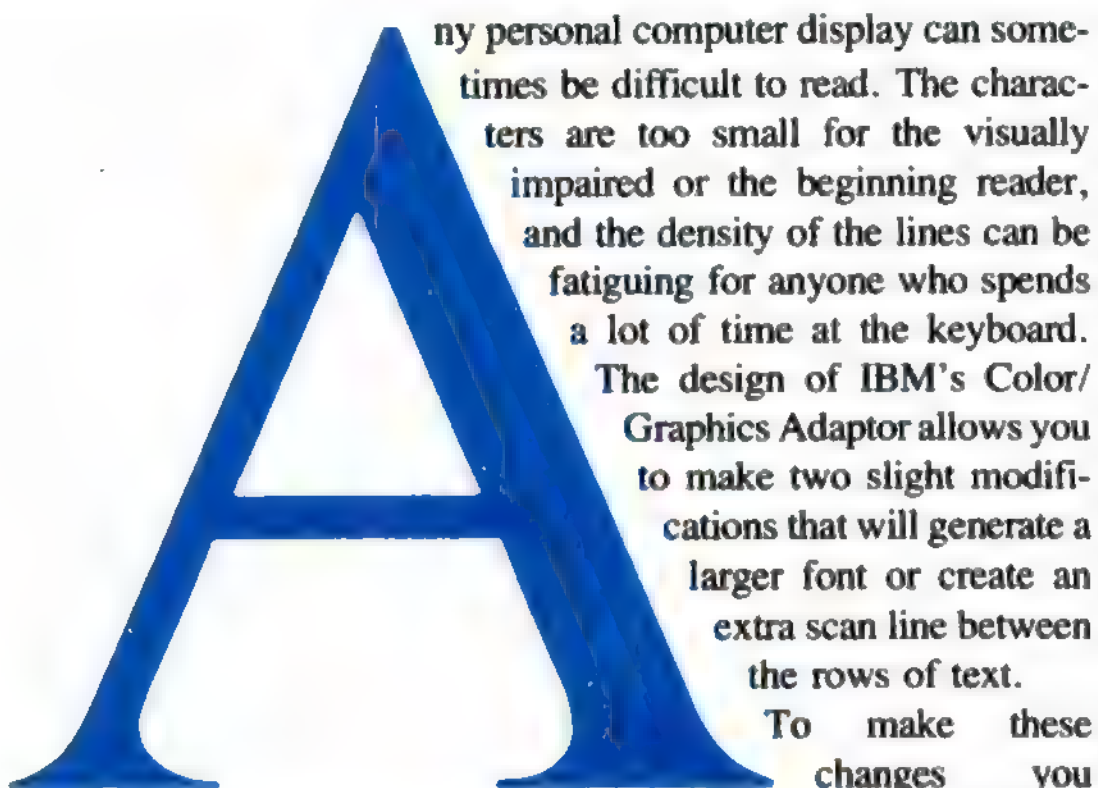 Any personal computer display can some-
times be difficult to read. The charac-
ters are too small for the visually
impaired or the beginning reader,
and the density of the lines can be
fatiguing for anyone who spends
a lot of time at the keyboard.
The design of IBM's Color/
Graphics Adaptor allows you
to make two slight modifi-
cations that will generate a
larger font or create an
extra scan line between
the rows of text.
To make these
changes you